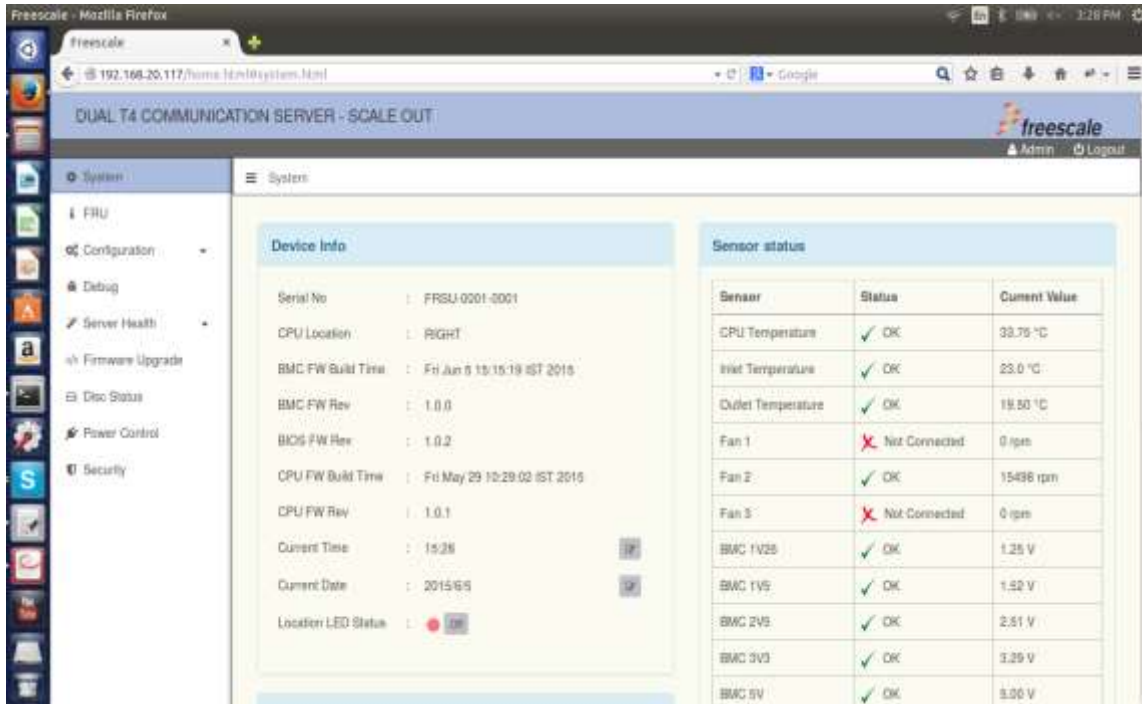 Freescale - Mozilla Firefox
3:28 PM
Freescale
192.168.20.117/home.html#system.html
Google
DUAL T4 COMMUNICATION SERVER - SCALE OUT
freescale
Admin Logout
System
System
FRU
Configuration
Debug
Server Health
Firmware Upgrade
Disc Status
Power Control
Security
Device Info
Serial No : FRSU-0001-0001
CPU Location : RIGHT
BMC FW Build Time : Fri Jun 5 15:15:19 IST 2015
BMC FW Rev : 1.0.0
BIOS FW Rev : 1.0.2
CPU FW Build Time : Fri May 29 10:29:02 IST 2015
CPU FW Rev : 1.0.1
Current Time : 15:26
Current Date : 2015/6/5
Location LED Status :
Sensor status
Sensor Status Current Value
CPU Temperature OK 33.75 °C
Inlet Temperature OK 23.0 °C
Outlet Temperature OK 19.50 °C
Fan 1 Not Connected 0 rpm
Fan 2 OK 15498 rpm
Fan 3 Not Connected 0 rpm
BMC 1V25 OK 1.25 V
BMC 1V5 OK 1.52 V
BMC 2V5 OK 2.51 V
BMC 3V3 OK 3.29 V
BMC 5V OK 5.00 V